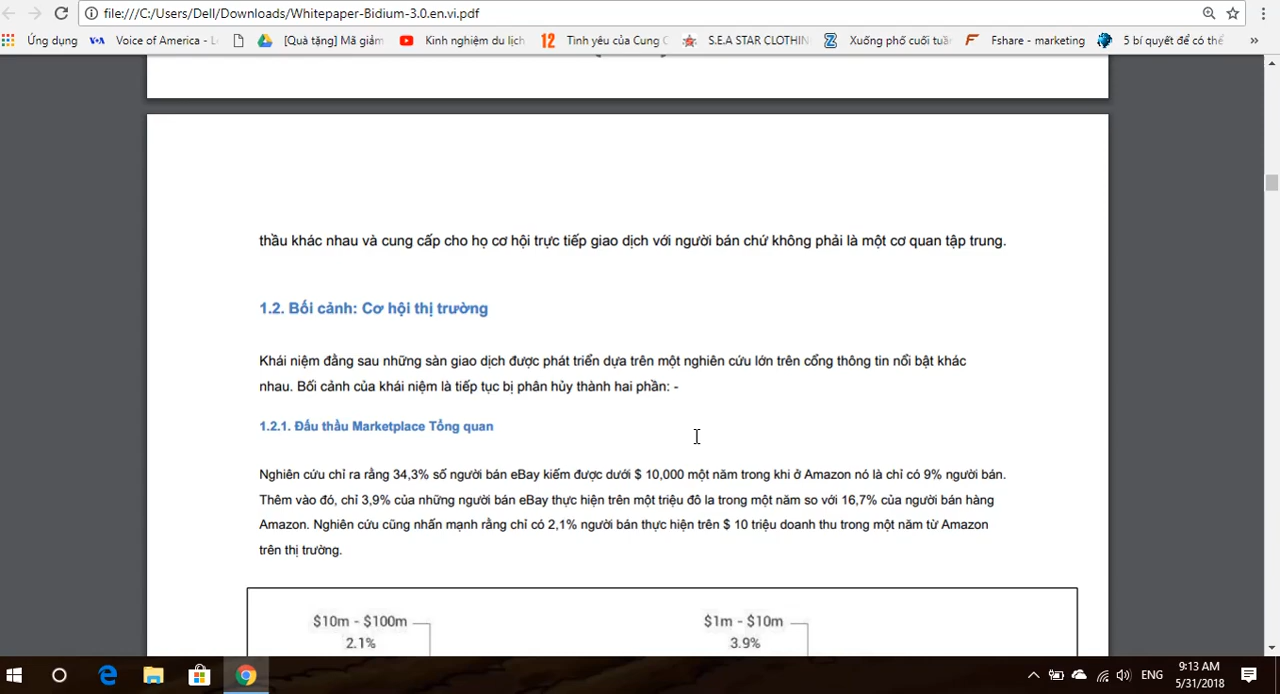 file:///C:/Users/Dell/Downloads/Whitepaper-Bidium-3.0.en.vi.pdf
Ứng dụng
VOA
Voice of America - L
[Quà tặng] Mã giảm
Kinh nghiệm du lịch
12
Tình yêu của Cung
S.E.A STAR CLOTHIN
Z
Xuống phố cuối tuần
F
Fshare - marketing
5 bí quyết để có thể
»
thầu khác nhau và cung cấp cho họ cơ hội trực tiếp giao dịch với người bán chứ không phải là một cơ quan tập trung.
1.2. Bối cảnh: Cơ hội thị trường
Khái niệm đằng sau những sàn giao dịch được phát triển dựa trên một nghiên cứu lớn trên cổng thông tin nổi bật khác
nhau. Bối cảnh của khái niệm là tiếp tục bị phân hủy thành hai phần: -
1.2.1. Đấu thầu Marketplace Tổng quan
Nghiên cứu chỉ ra rằng 34,3% số người bán eBay kiếm được dưới $ 10,000 một năm trong khi ở Amazon nó là chỉ có 9% người bán.
Thêm vào đó, chỉ 3,9% của những người bán eBay thực hiện trên một triệu đô la trong một năm so với 16,7% của người bán hàng
Amazon. Nghiên cứu cũng nhấn mạnh rằng chỉ có 2,1% người bán thực hiện trên $ 10 triệu doanh thu trong một năm từ Amazon
trên thị trường.
$10m - $100m
2.1%
$1m - $10m
3.9%
ENG
9:13 AM
5/31/2018